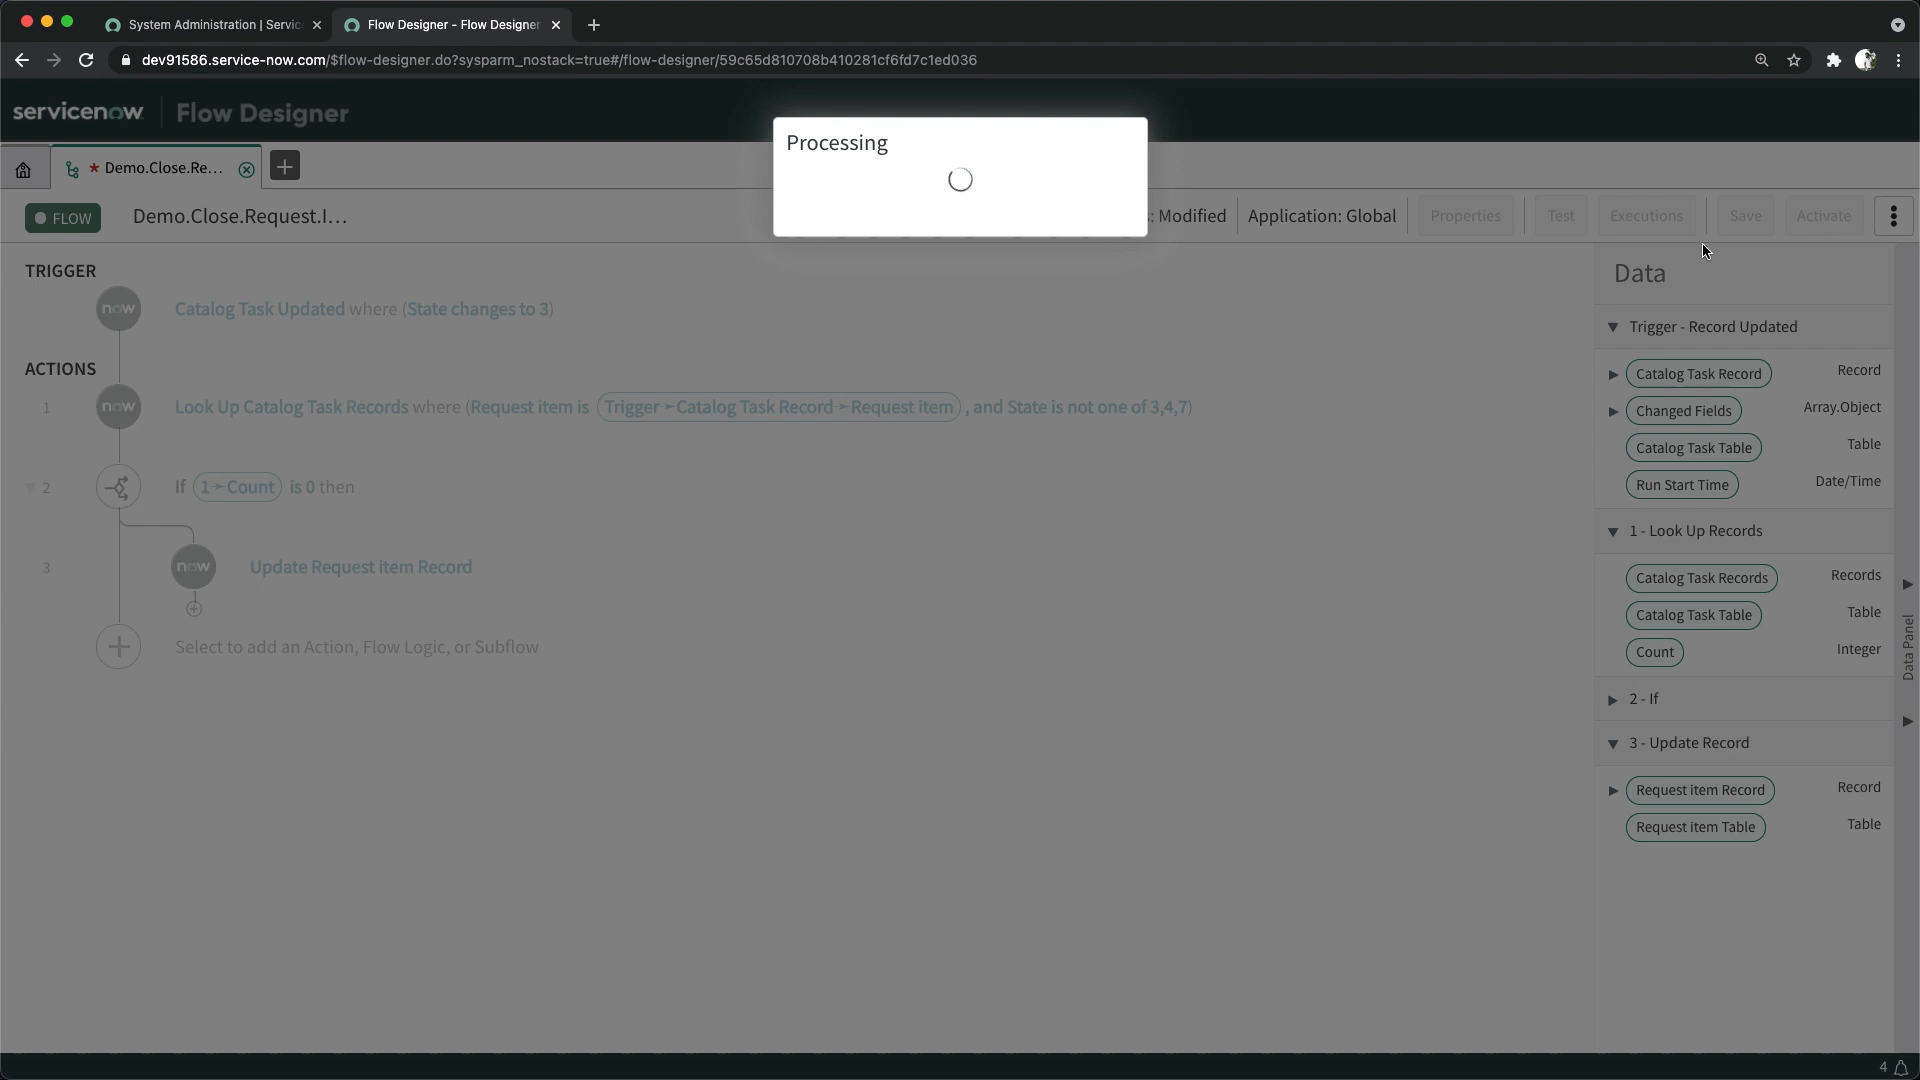 System Administration | Servic
Flow Designer - Flow Designer
dev91586.service-now.com/$flow-designer.do?sysparm_nostack=true#/flow-designer/59c65d810708b410281cf6fd7c1ed036
servicenow
Flow Designer
Processing
* Demo.Close.Re...
FLOW
Demo.Close.Request.I...
: Modified
Application: Global
Properties
Test
Executions
Save
Activate
TRIGGER
now
Catalog Task Updated where (State changes to 3)
ACTIONS
1
now
Look Up Catalog Task Records where (Request item is Trigger➛Catalog Task Record➛Request item , and State is not one of 3,4,7)
2
If 1➛Count is 0 then
3
now
Update Request item Record
Select to add an Action, Flow Logic, or Subflow
Data
Trigger - Record Updated
Catalog Task Record Record
Changed Fields Array.Object
Catalog Task Table Table
Run Start Time Date/Time
1 - Look Up Records
Catalog Task Records Records
Catalog Task Table Table
Count Integer
2 - If
3 - Update Record
Request item Record Record
Request item Table Table
Data Panel
4